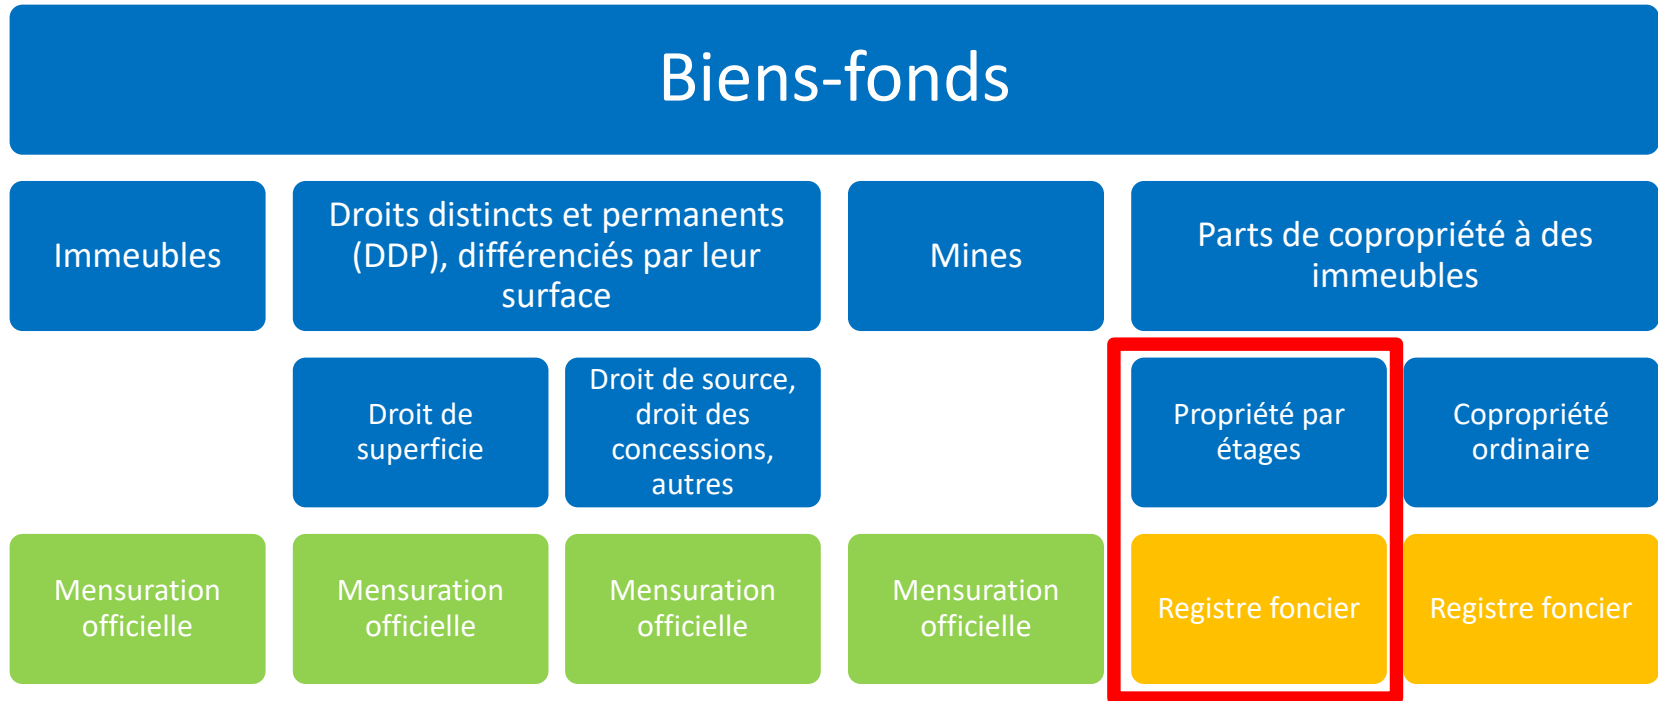 Biens-fonds
Immeubles
Droits distincts et permanents
(DDP), différenciés par leur
surface
Mines
Parts de copropriété à des
immeubles
Droit de
superficie
Droit de source,
droit des
concessions,
autres
Propriété par
étages
Copropriété
ordinaire
Mensuration
officielle
Mensuration
officielle
Mensuration
officielle
Mensuration
officielle
Registre foncier
Registre foncier